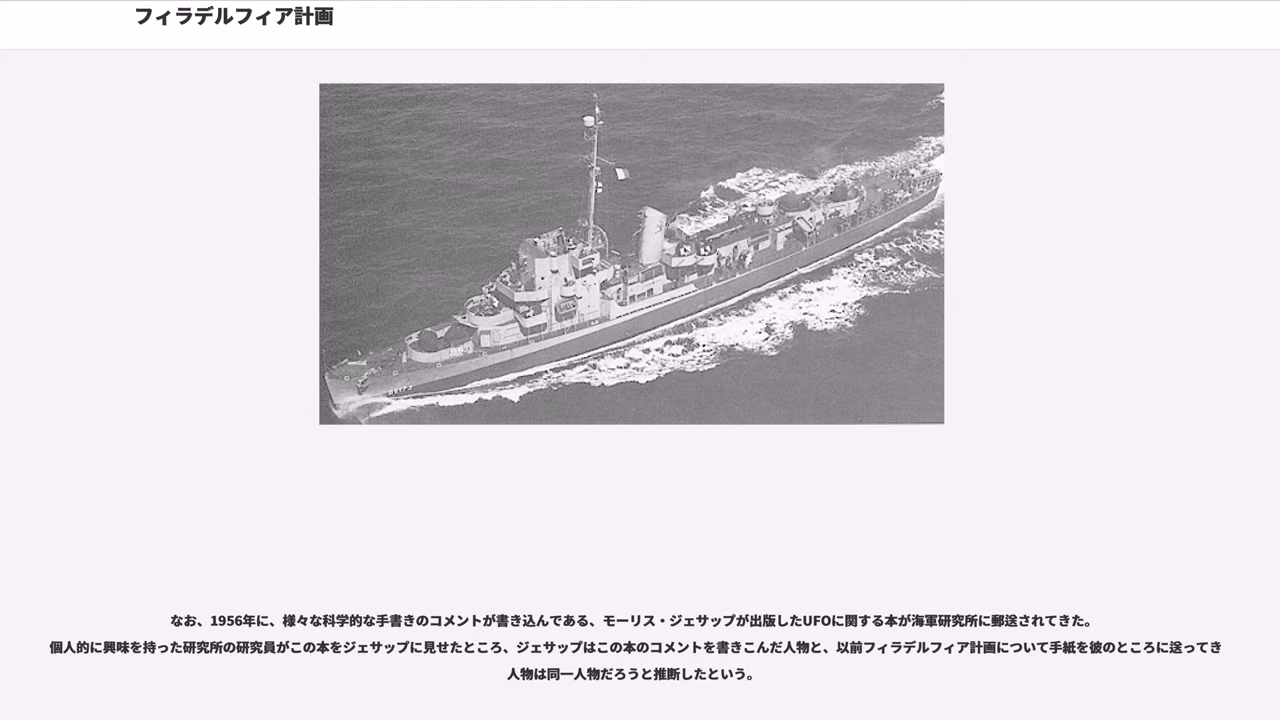 フィラデルフィア計画
なお、1956年に、様々な科学的な手書きのコメントが書き込んである、モーリス・ジェサップが出版したUFOに関する本が海軍研究所に郵送されてきた。
個人的に興味を持った研究所の研究員がこの本をジェサップに見せたところ、ジェサップはこの本のコメントを書きこんだ人物と、以前フィラデルフィア計画について手紙を彼のところに送ってき
人物は同一人物だろうと推断したという。